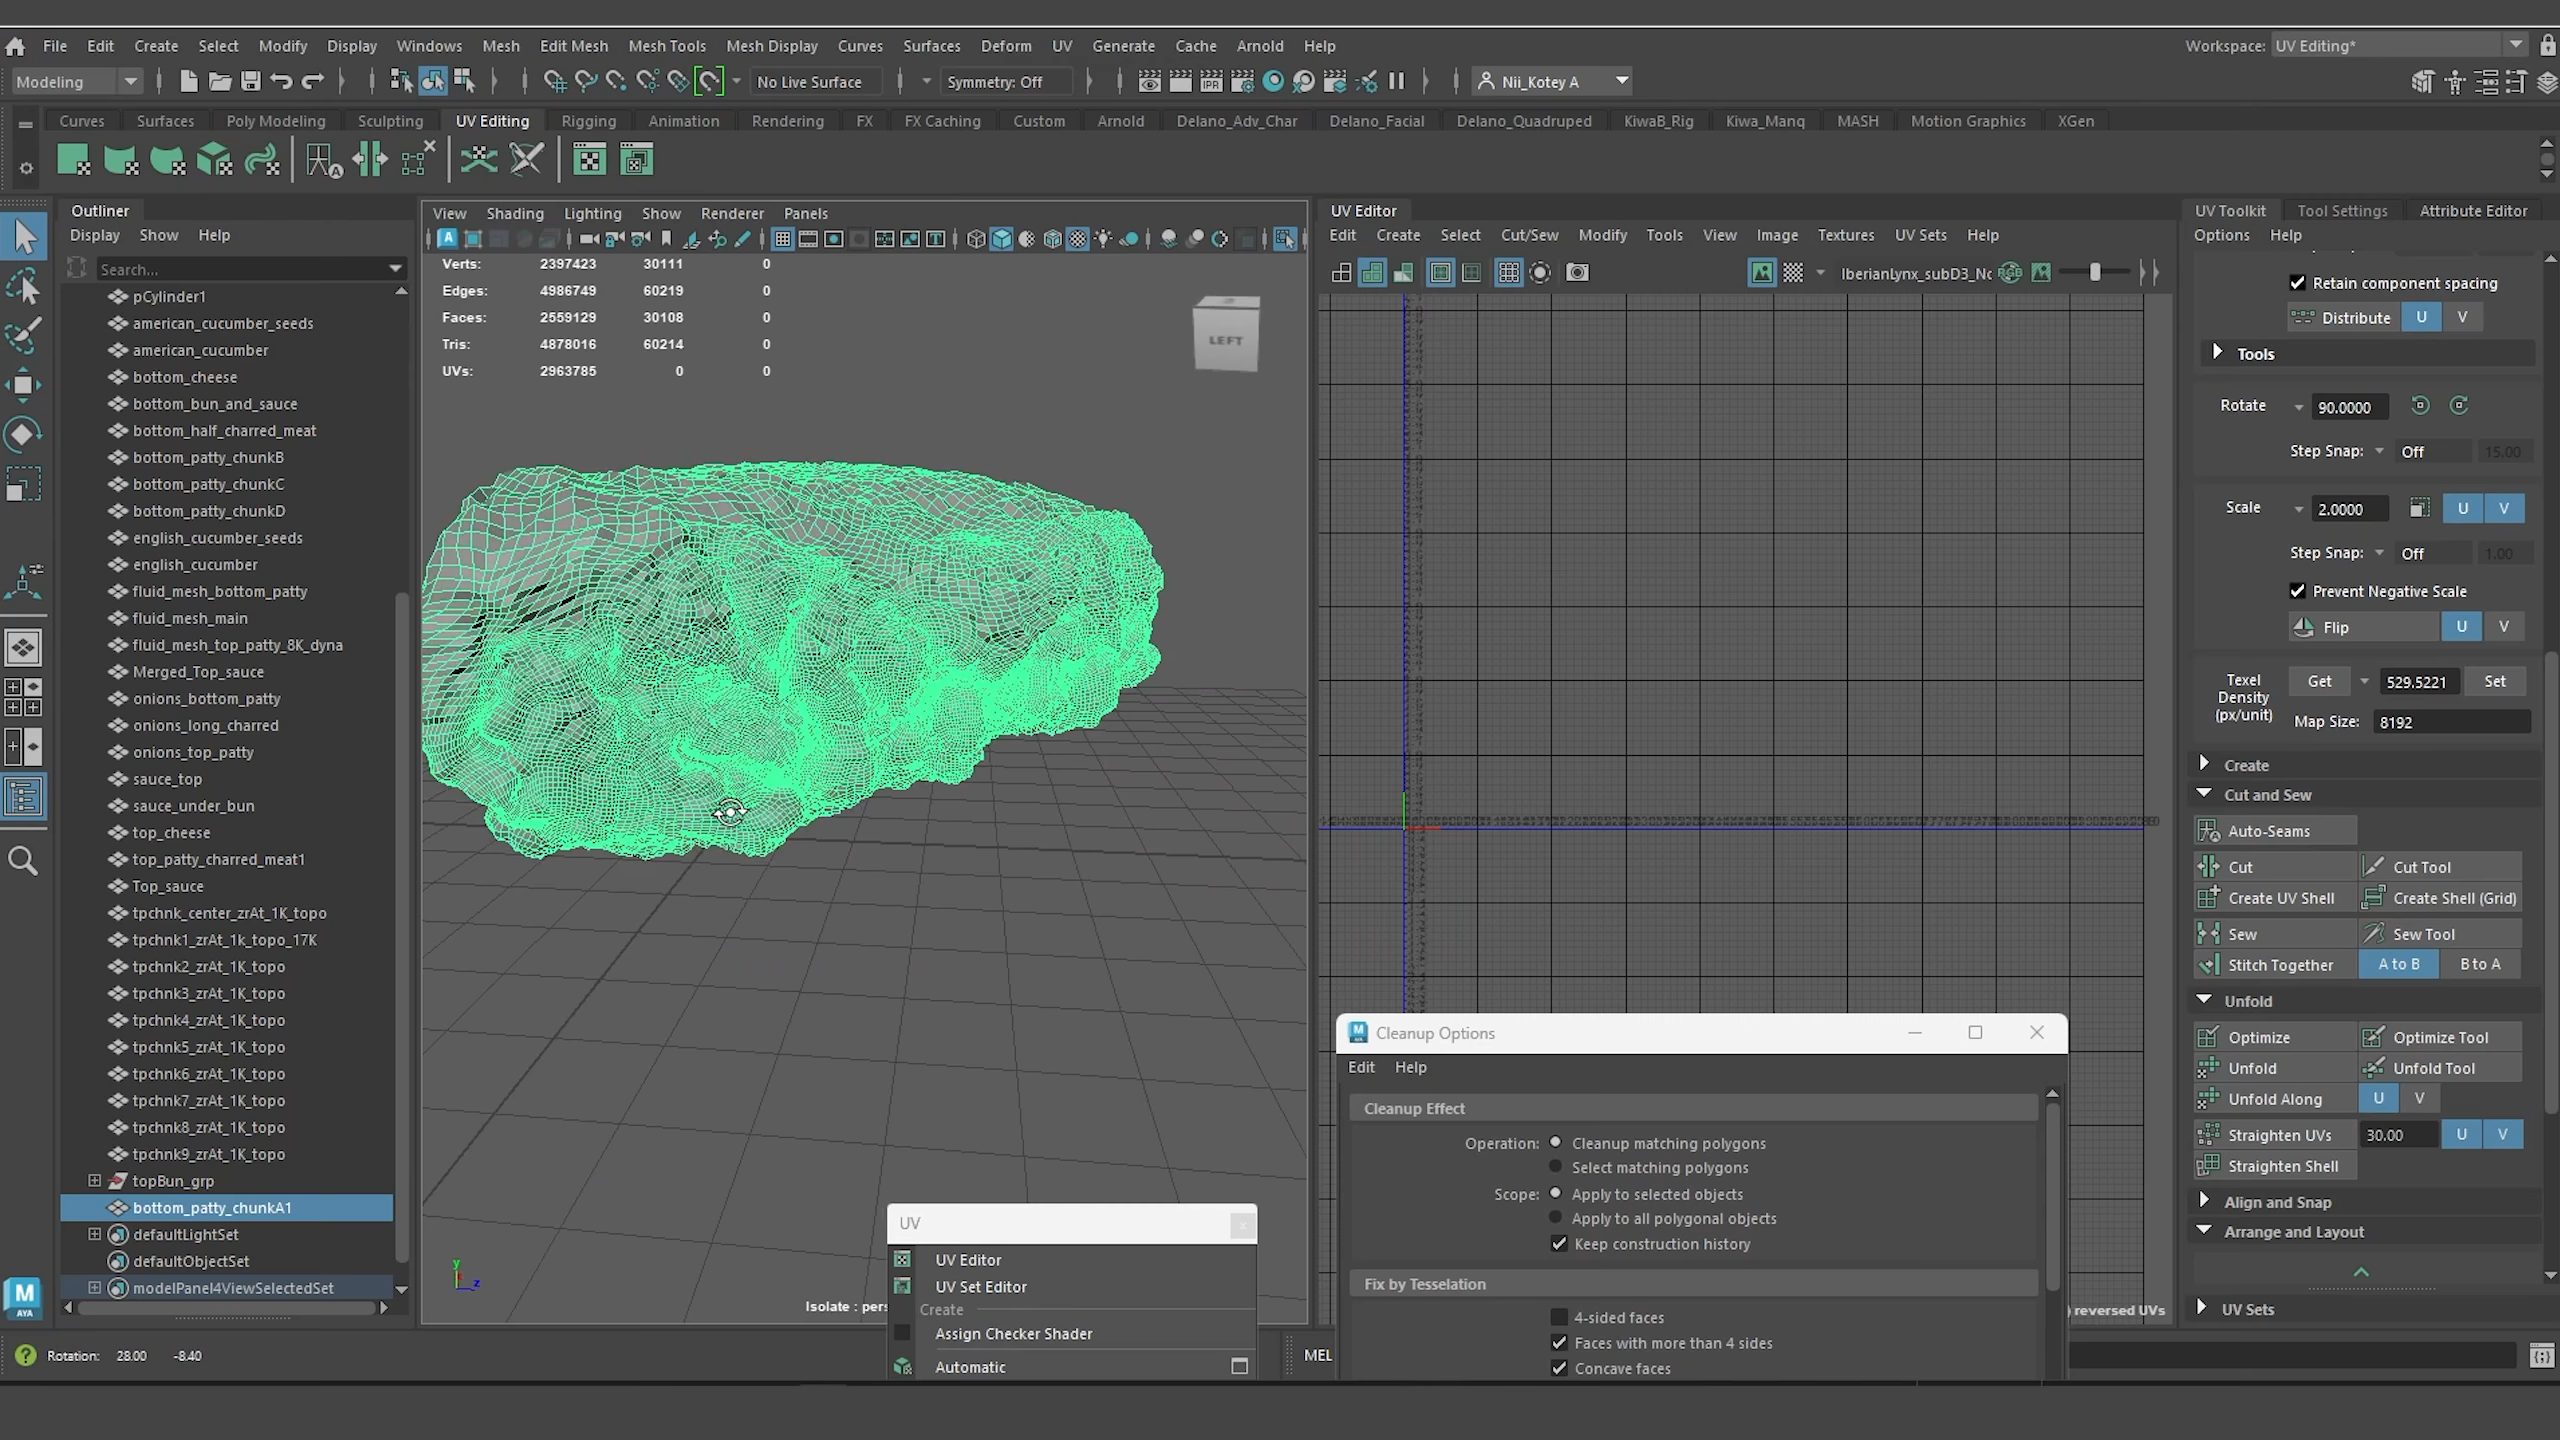 File Edit Create Select Modify Display Windows Mesh Edit Mesh Mesh Tools Mesh Display Curves Surfaces Deform UV Generate Cache Arnold Help Workspace: UV Editing*
Modeling No Live Surface Symmetry: Off Nii_Kotey A
Curves Surfaces Poly Modeling Sculpting UV Editing Rigging Animation Rendering FX FX Caching Custom Arnold Delano_Adv_Char Delano_Facial Delano_Quadruped KiwaB_Rig Kiwa_Manq MASH Motion Graphics XGen
Outliner
Display Show Help
Search...
pCylinder1
american_cucumber_seeds
american_cucumber
bottom_cheese
bottom_bun_and_sauce
bottom_half_charred_meat
bottom_patty_chunkB
bottom_patty_chunkC
bottom_patty_chunkD
english_cucumber_seeds
english_cucumber
fluid_mesh_bottom_patty
fluid_mesh_main
fluid_mesh_top_patty_8K_dyna
Merged_Top_sauce
onions_bottom_patty
onions_long_charred
onions_top_patty
sauce_top
sauce_under_bun
top_cheese
top_patty_charred_meat1
Top_sauce
tpchnk_center_zrAt_1K_topo
tpchnk1_zrAt_1k_topo_17K
tpchnk2_zrAt_1K_topo
tpchnk3_zrAt_1K_topo
tpchnk4_zrAt_1K_topo
tpchnk5_zrAt_1K_topo
tpchnk6_zrAt_1K_topo
tpchnk7_zrAt_1K_topo
tpchnk8_zrAt_1K_topo
tpchnk9_zrAt_1K_topo
topBun_grp
bottom_patty_chunkA1
defaultLightSet
defaultObjectSet
modelPanel4ViewSelectedSet
View Shading Lighting Show Renderer Panels
Verts: 2397423 30111 0
Edges: 4986749 60219 0
Faces: 2559129 30108 0
Tris: 4878016 60214 0
UVs: 2963785 0 0
LEFT
y
z
Isolate : pers
UV
UV Editor
UV Set Editor
Create
Assign Checker Shader
Automatic
UV Editor
Edit Create Select Cut/Sew Modify Tools View Image Textures UV Sets Help
IberianLynx_subD3_Nc
Cleanup Options
Edit Help
Cleanup Effect
Operation: Cleanup matching polygons
Select matching polygons
Scope: Apply to selected objects
Apply to all polygonal objects
Keep construction history
Fix by Tesselation
4-sided faces
Faces with more than 4 sides
Concave faces
) reversed UVs
UV Toolkit Tool Settings Attribute Editor
Options Help
Retain component spacing
Distribute U V
Tools
Rotate 90.0000
Step Snap: Off 15.00
Scale 2.0000 U V
Step Snap: Off 1.00
Prevent Negative Scale
Flip U V
Texel Density (px/unit) Get 529.5221 Set
Map Size: 8192
Create
Cut and Sew
Auto-Seams
Cut Cut Tool
Create UV Shell Create Shell (Grid)
Sew Sew Tool
Stitch Together A to B B to A
Unfold
Optimize Optimize Tool
Unfold Unfold Tool
Unfold Along U V
Straighten UVs 30.00 U V
Straighten Shell
Align and Snap
Arrange and Layout
UV Sets
M
AYA
Rotation: 28.00 -8.40
MEL